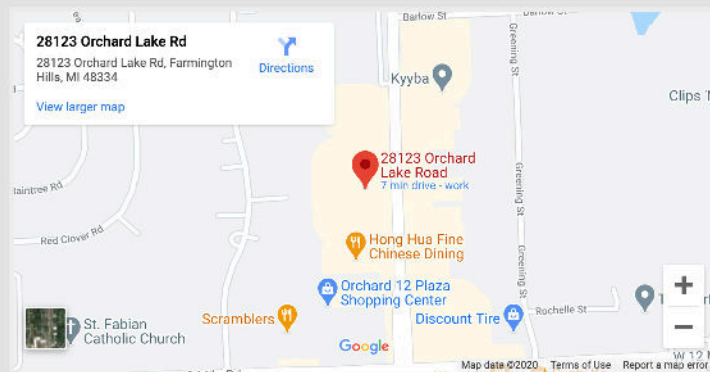 Barlow St
Barlow St
28123 Orchard Lake Rd
28123 Orchard Lake Rd, Farmington
Hills, MI 48334
Directions
View larger map
Kyyba
Greening St
Clips
28123 Orchard
Lake Road
7 min drive - work
Greening St
Red Clover Rd
Hong Hua Fine
Chinese Dining
Greening St
Orchard 12 Plaza
Shopping Center
+
Rochelle St
St. Fabian
Catholic Church
Scramblers
Discount Tire
−
Google
W 12
Map data ©2020
Terms of Use
Report a map error